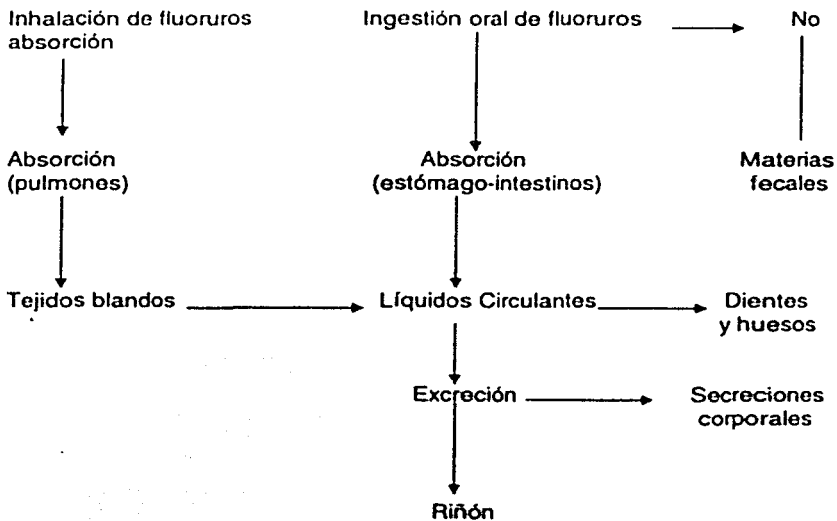 Inhalación de fluoruros
absorción
Ingestión oral de fluoruros
No
Absorción
(pulmones)
Absorción
(estómago-intestinos)
Materias
fecales
Tejidos blandos
Líquidos Circulantes
Dientes
y huesos
Excreción
Secreciones
corporales
Riñón